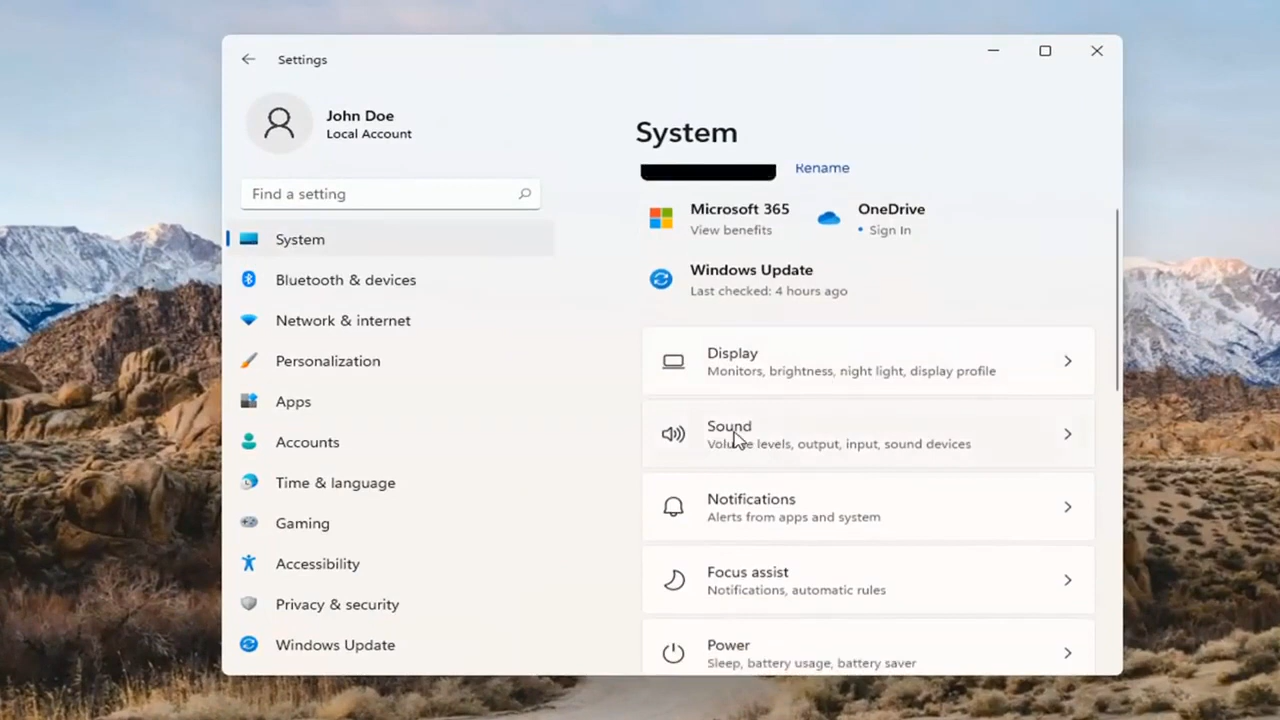 Settings
John Doe
Local Account
Find a setting
System
Bluetooth & devices
Network & internet
Personalization
Apps
Accounts
Time & language
Gaming
Accessibility
Privacy & security
Windows Update
System
Rename
Microsoft 365
View benefits
OneDrive
• Sign In
Windows Update
Last checked: 4 hours ago
Display
Monitors, brightness, night light, display profile
Sound
Volume levels, output, input, sound devices
Notifications
Alerts from apps and system
Focus assist
Notifications, automatic rules
Power
Sleep, battery usage, battery saver